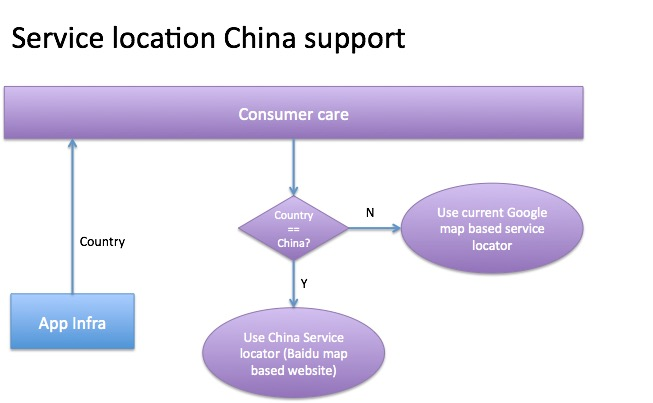 Service location China support
Consumer care
Country
==
China?
N
Use current Google
map based service
locator
Country
Y
App Infra
Use China Service
locator (Baidu map
based website)